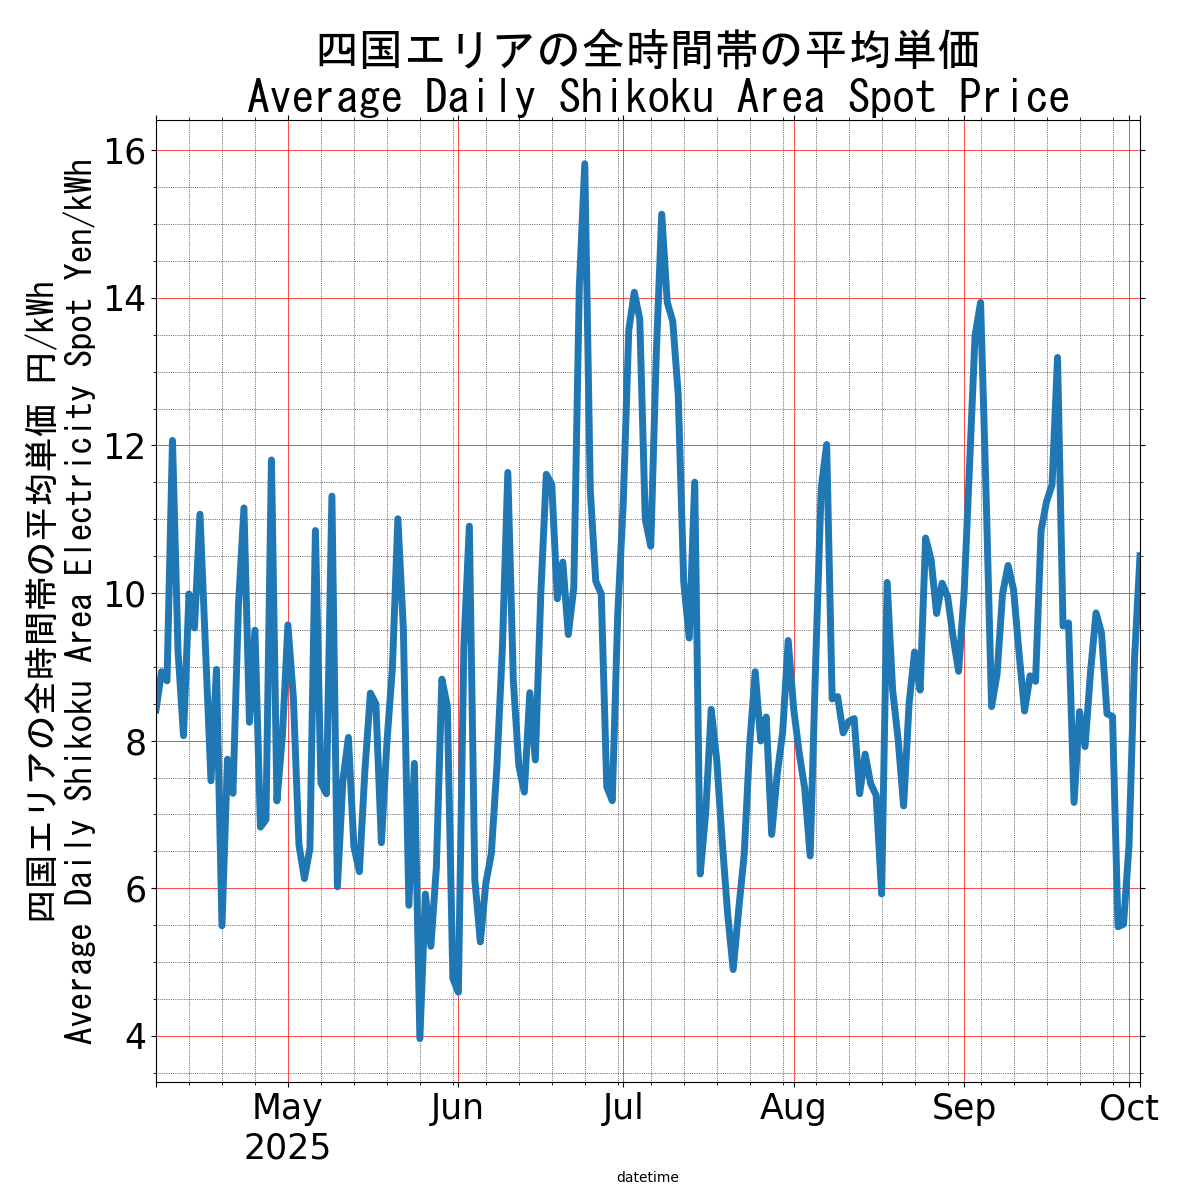 四国エリアの全時間帯の平均単価
Average Daily Shikoku Area Spot Price
四国エリアの全時間帯の平均単価 円/kWh
Average Daily Shikoku Area Electricity Spot Yen/kWh
16
14
12
10
8
6
4
May
Jun
Jul
Aug
Sep
Oct
2025
datetime